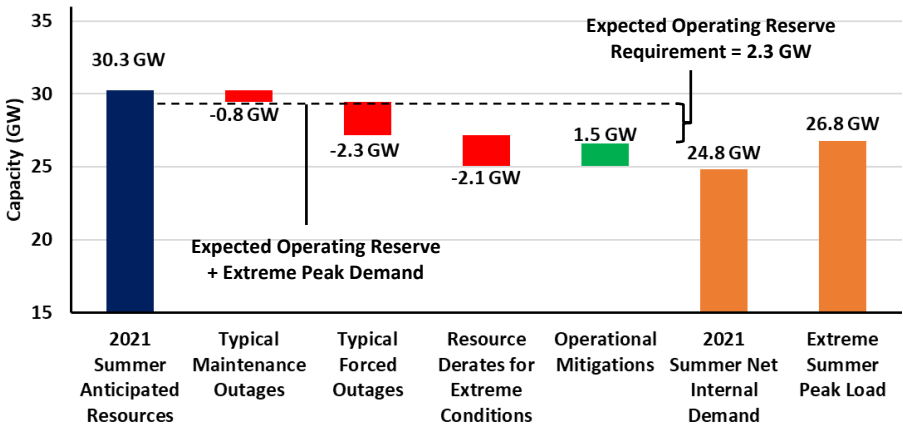 35
30
25
20
15
Capacity (GW)
30.3 GW
-0.8 GW
-2.3 GW
-2.1 GW
1.5 GW
24.8 GW
26.8 GW
Expected Operating Reserve
Requirement = 2.3 GW
Expected Operating Reserve
+ Extreme Peak Demand
2021
Summer
Anticipated
Resources
Typical
Maintenance
Outages
Typical
Forced
Outages
Resource
Derates for
Extreme
Conditions
Operational
Mitigations
2021
Summer Net
Internal
Demand
Extreme
Summer
Peak Load